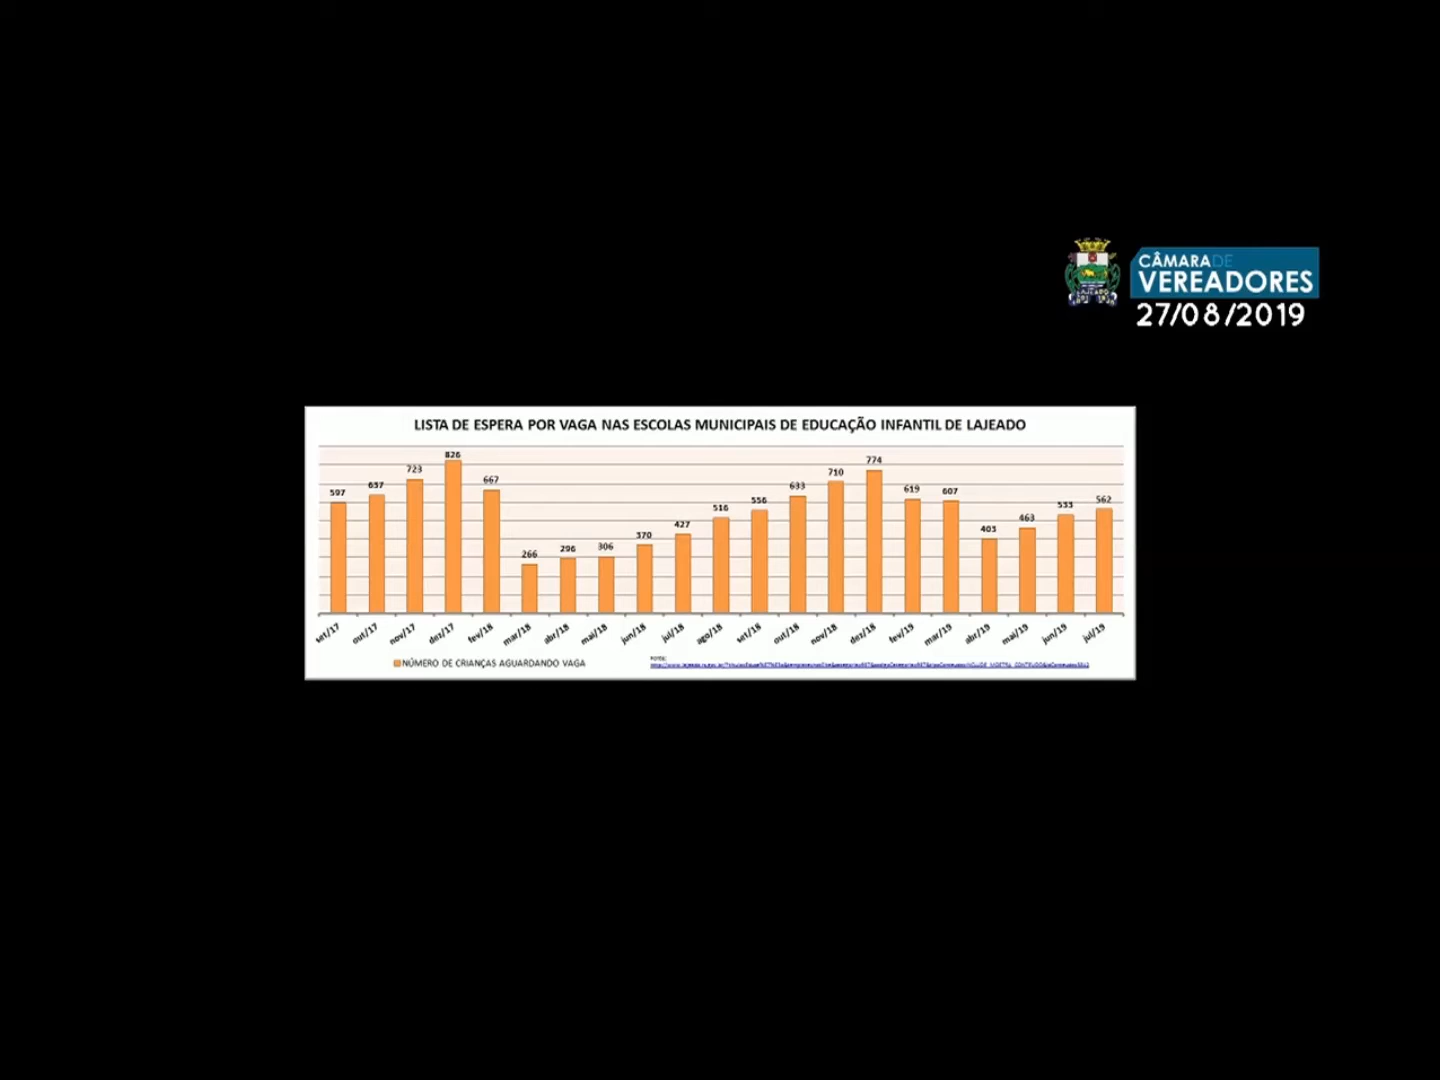 CÂMARA DE
VEREADORES
27/08/2019
LISTA DE ESPERA POR VAGA NAS ESCOLAS MUNICIPAIS DE EDUCAÇÃO INFANTIL DE LAJEADO
597 637 723 826 667 266 296 306 370 427 516 556 633 710 774 619 607 403 463 533 562
set/17 out/17 nov/17 dez/17 fev/18 mar/18 abr/18 mai/18 jun/18 jul/18 ago/18 set/18 out/18 nov/18 dez/18 fev/19 mar/19 abr/19 mai/19 jun/19 jul/19
NÚMERO DE CRIANÇAS AGUARDANDO VAGA
Fonte: